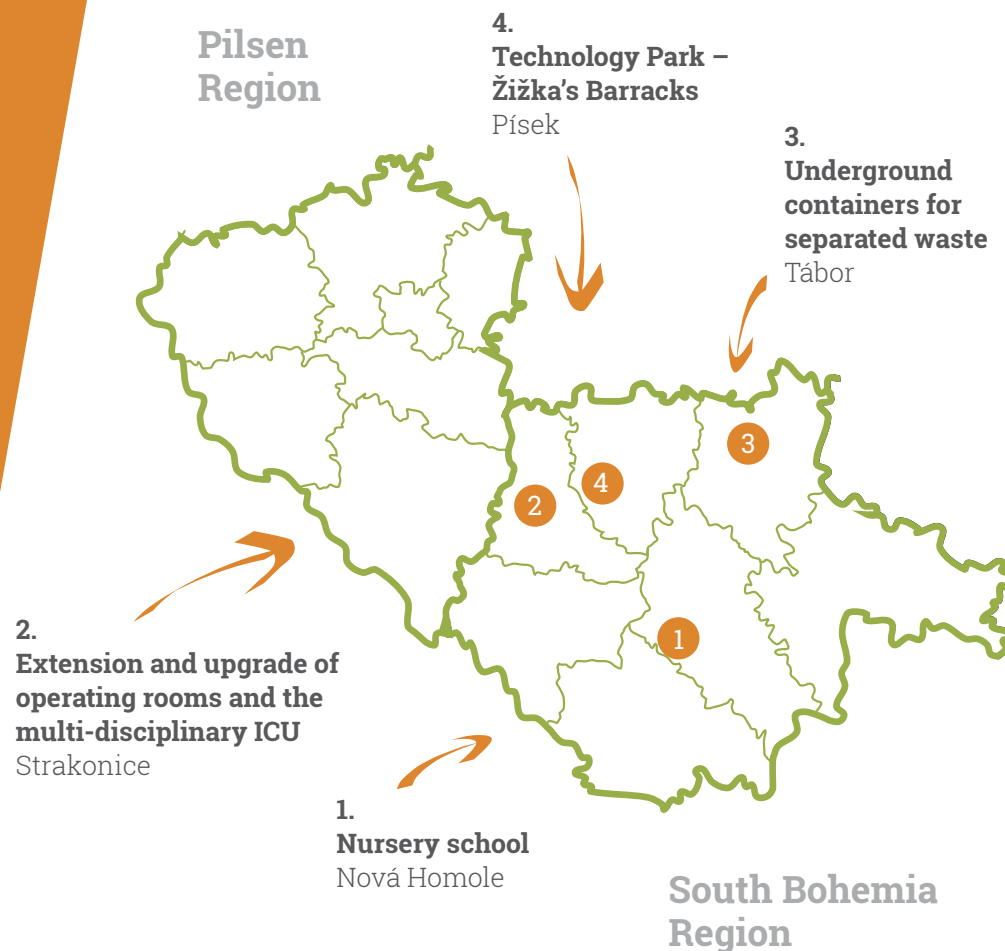 Pilsen
Region
4.
Technology Park –
Žižka's Barracks
Písek
3.
Underground
containers for
separated waste
Tábor
3
4
2
1
2.
Extension and upgrade of
operating rooms and the
multi-disciplinary ICU
Strakonice
1.
Nursery school
Nová Homole
South Bohemia
Region